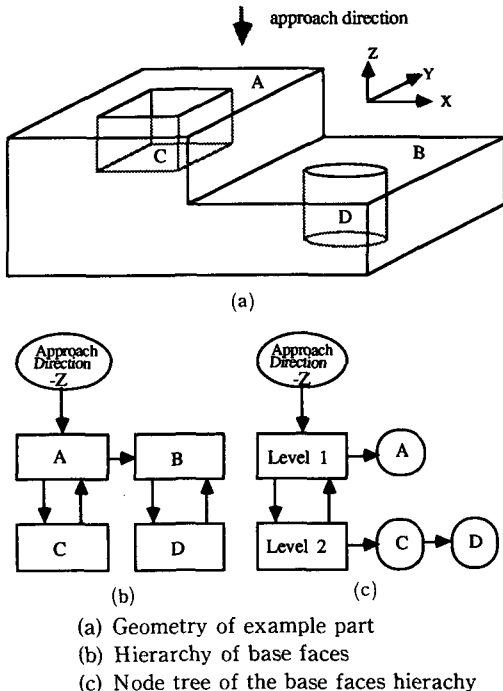 approach direction
A
Z
Y
X
B
C
D
(a)
Approach
Direction
-Z
A
B
C
D
(b)
Approach
Direction
-Z
Level 1
A
Level 2
C
D
(c)
(a) Geometry of example part
(b) Hierarchy of base faces
(c) Node tree of the base faces hierachy